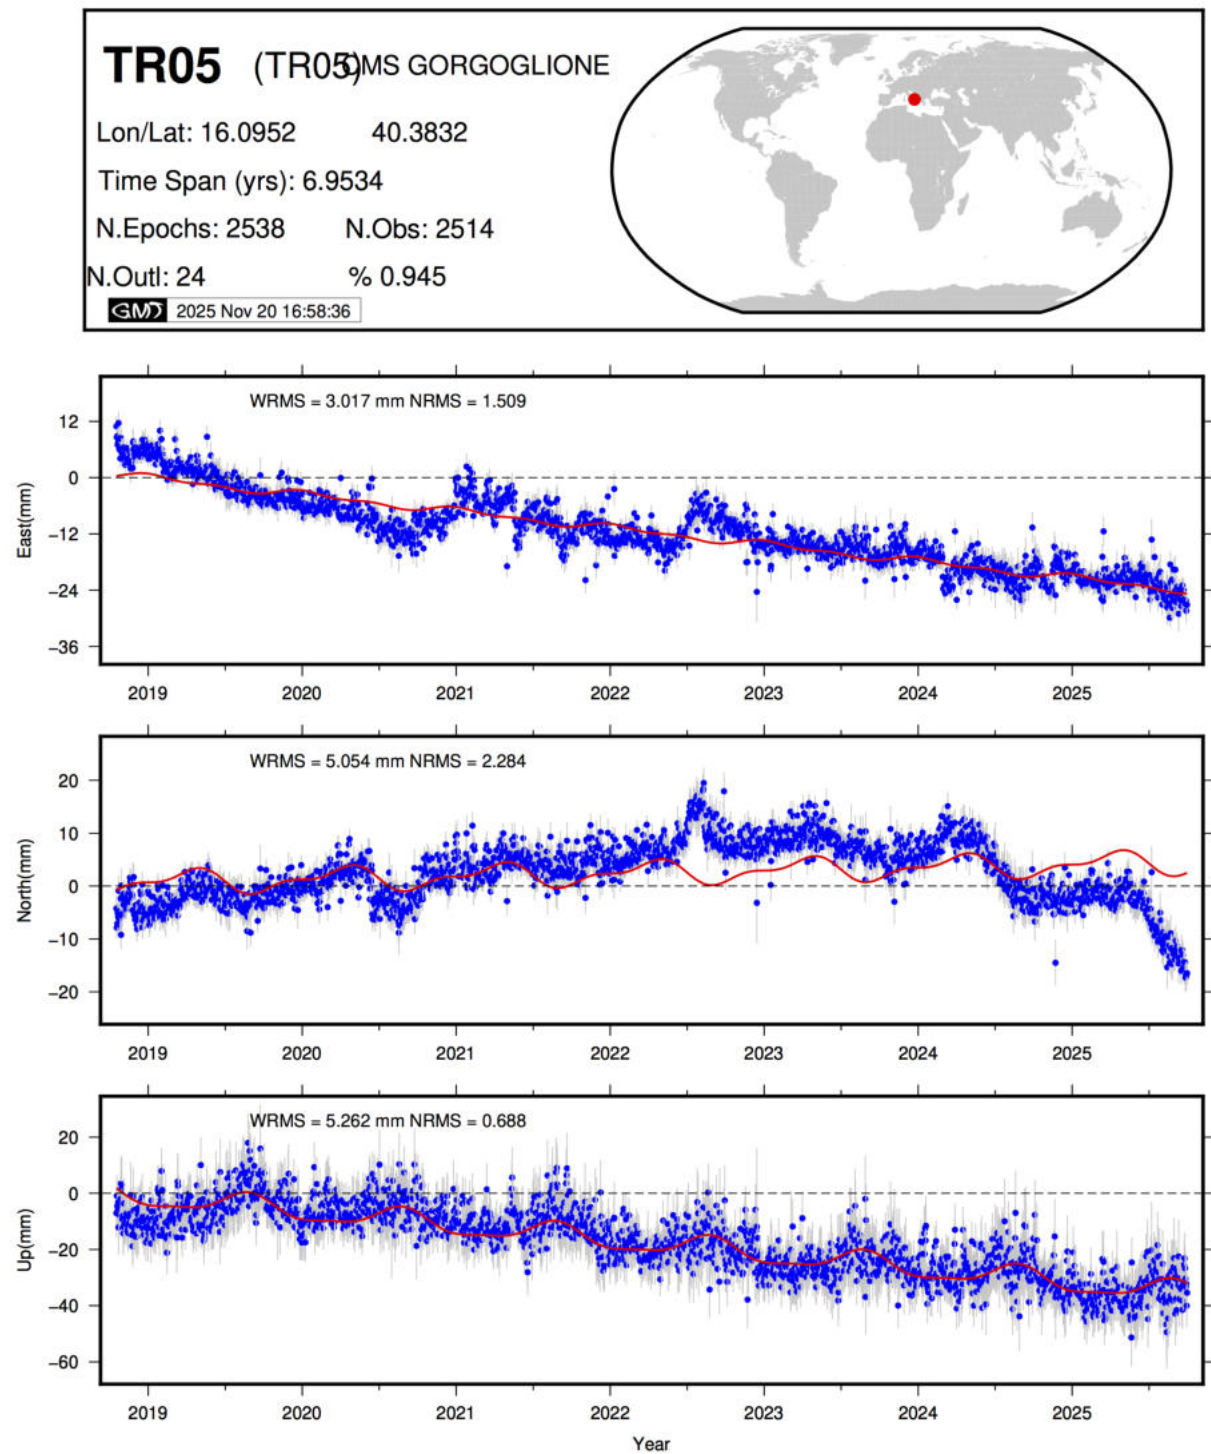 TR05 (TR05) CMS GORGOGLIONE
Lon/Lat: 16.0952 40.3832
Time Span (yrs): 6.9534
N.Epochs: 2538 N.Obs: 2514
N.Outl: 24 % 0.945
GMT 2025 Nov 20 16:58:36
WRMS = 3.017 mm NRMS = 1.509
12
0
−12
−24
−36
East(mm)
2019 2020 2021 2022 2023 2024 2025
WRMS = 5.054 mm NRMS = 2.284
20
10
0
−10
−20
North(mm)
2019 2020 2021 2022 2023 2024 2025
WRMS = 5.262 mm NRMS = 0.688
20
0
−20
−40
−60
Up(mm)
2019 2020 2021 2022 2023 2024 2025
Year